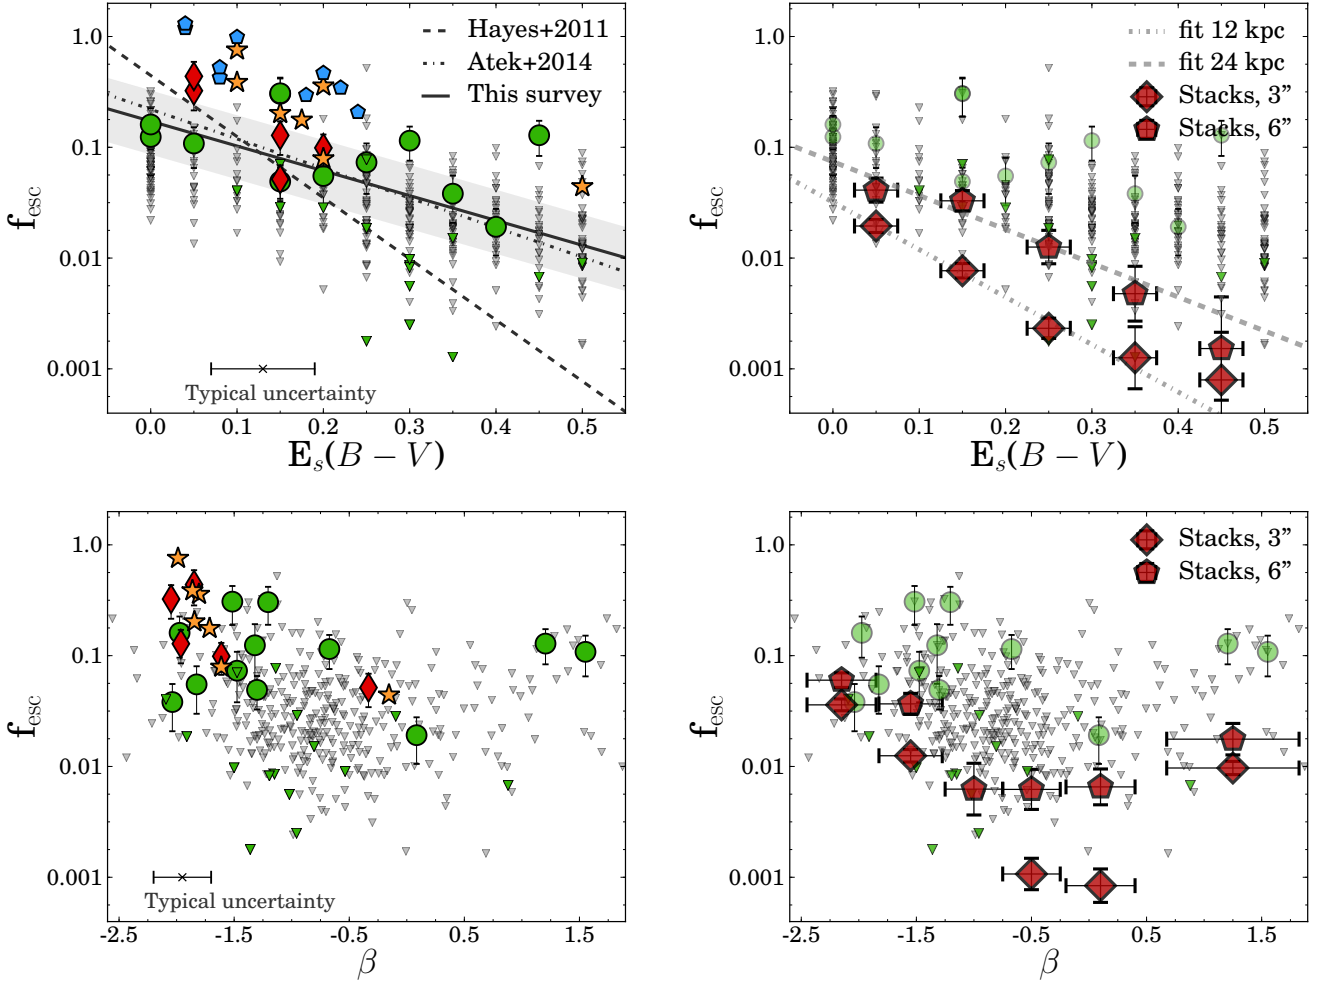 1.0
0.1
0.01
0.001
f_esc
0.0 0.1 0.2 0.3 0.4 0.5
E_s(B − V)
Hayes+2011
Atek+2014
This survey
Typical uncertainty
1.0
0.1
0.01
0.001
f_esc
0.0 0.1 0.2 0.3 0.4 0.5
E_s(B − V)
fit 12 kpc
fit 24 kpc
Stacks, 3”
Stacks, 6”
1.0
0.1
0.01
0.001
f_esc
-2.5 -1.5 -0.5 0.5 1.5
β
Typical uncertainty
1.0
0.1
0.01
0.001
f_esc
-2.5 -1.5 -0.5 0.5 1.5
β
Stacks, 3”
Stacks, 6”